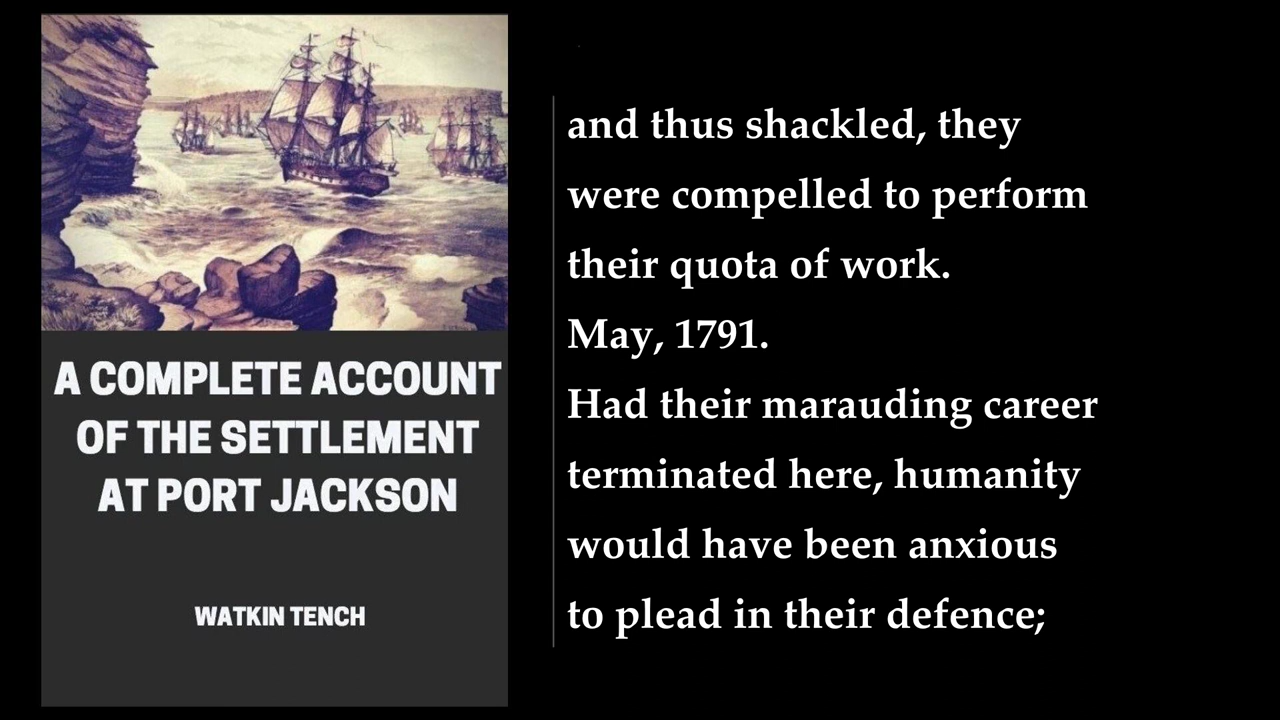 A COMPLETE ACCOUNT
OF THE SETTLEMENT
AT PORT JACKSON
WATKIN TENCH
and thus shackled, they
were compelled to perform
their quota of work.
May, 1791.
Had their marauding career
terminated here, humanity
would have been anxious
to plead in their defence;